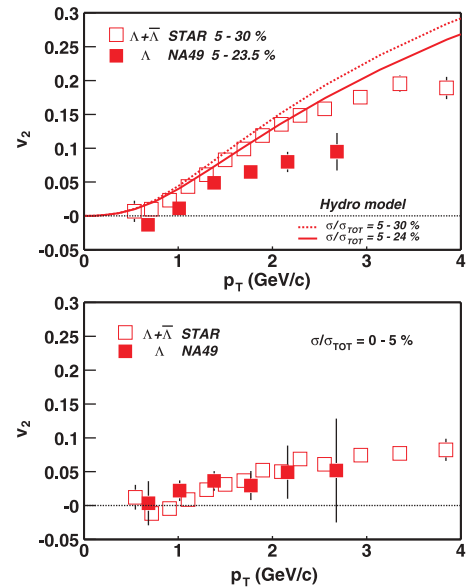 0.3
Λ+Λ̅ STAR 5 - 30 %
0.25
Λ NA49 5 - 23.5 %
0.2
0.15
v₂
0.1
0.05
Hydro model
-0
σ/σTOT = 5 - 30 %
σ/σTOT = 5 - 24 %
-0.05
0 1 2 3 4
pT (GeV/c)
0.3
Λ+Λ̅ STAR
0.25
Λ NA49
σ/σTOT = 0 - 5 %
0.2
0.15
v₂
0.1
0.05
-0
-0.05
0 1 2 3 4
pT (GeV/c)